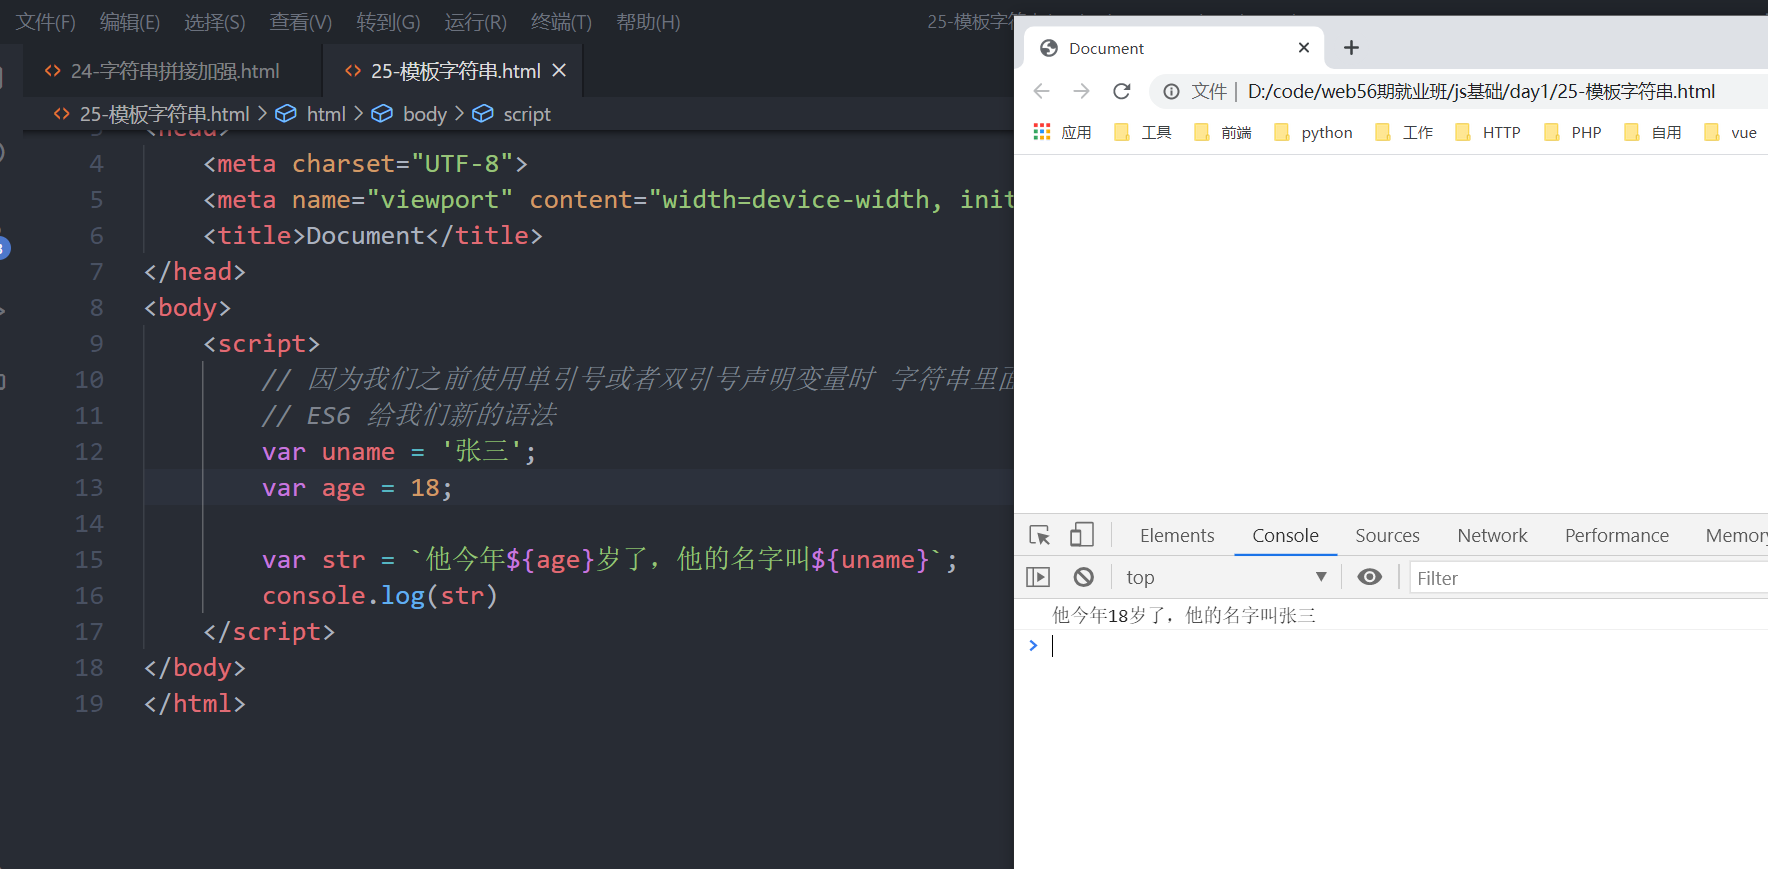 文件(F) 编辑(E) 选择(S) 查看(V) 转到(G) 运行(R) 终端(T) 帮助(H) 25-模板字符
24-字符串拼接加强.html 25-模板字符串.html
25-模板字符串.html > html > body > script
3 <head>
4 <meta charset="UTF-8">
5 <meta name="viewport" content="width=device-width, init
6 <title>Document</title>
7 </head>
8 <body>
9 <script>
10 // 因为我们之前使用单引号或者双引号声明变量时 字符串里面
11 // ES6 给我们新的语法
12 var uname = '张三';
13 var age = 18;
14
15 var str = `他今年${age}岁了，他的名字叫${uname}`;
16 console.log(str)
17 </script>
18 </body>
19 </html>
Document
文件 | D:/code/web56期就业班/js基础/day1/25-模板字符串.html
应用 工具 前端 python 工作 HTTP PHP 自用 vue
Elements Console Sources Network Performance Memory
top Filter
他今年18岁了，他的名字叫张三
>